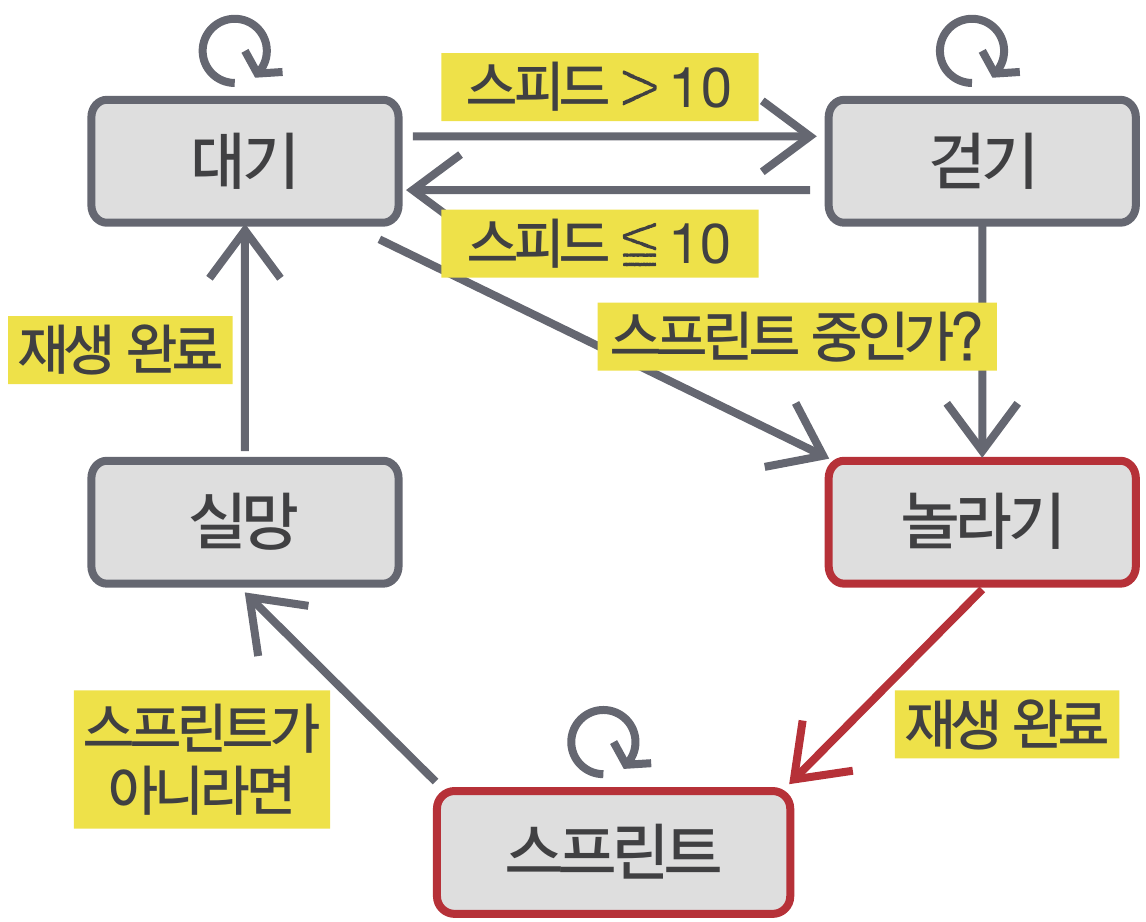 스피드 > 10
대기
걷기
스피드 ≦ 10
스프린트 중인가?
재생 완료
실망
놀라기
스프린트가
아니라면
재생 완료
스프린트